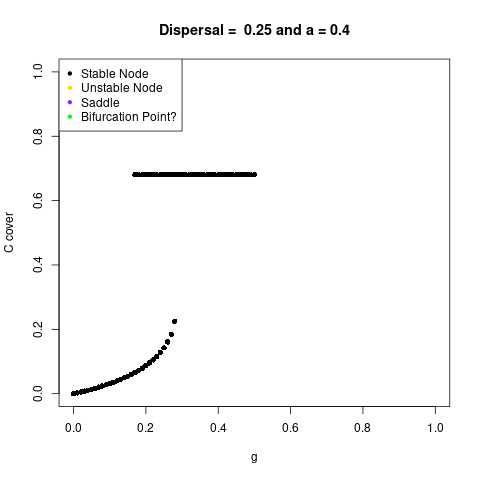 Dispersal = 0.25 and a = 0.4
Stable Node
Unstable Node
Saddle
Bifurcation Point?
C cover
1.0
0.8
0.6
0.4
0.2
0.0
0.0 0.2 0.4 0.6 0.8 1.0
g